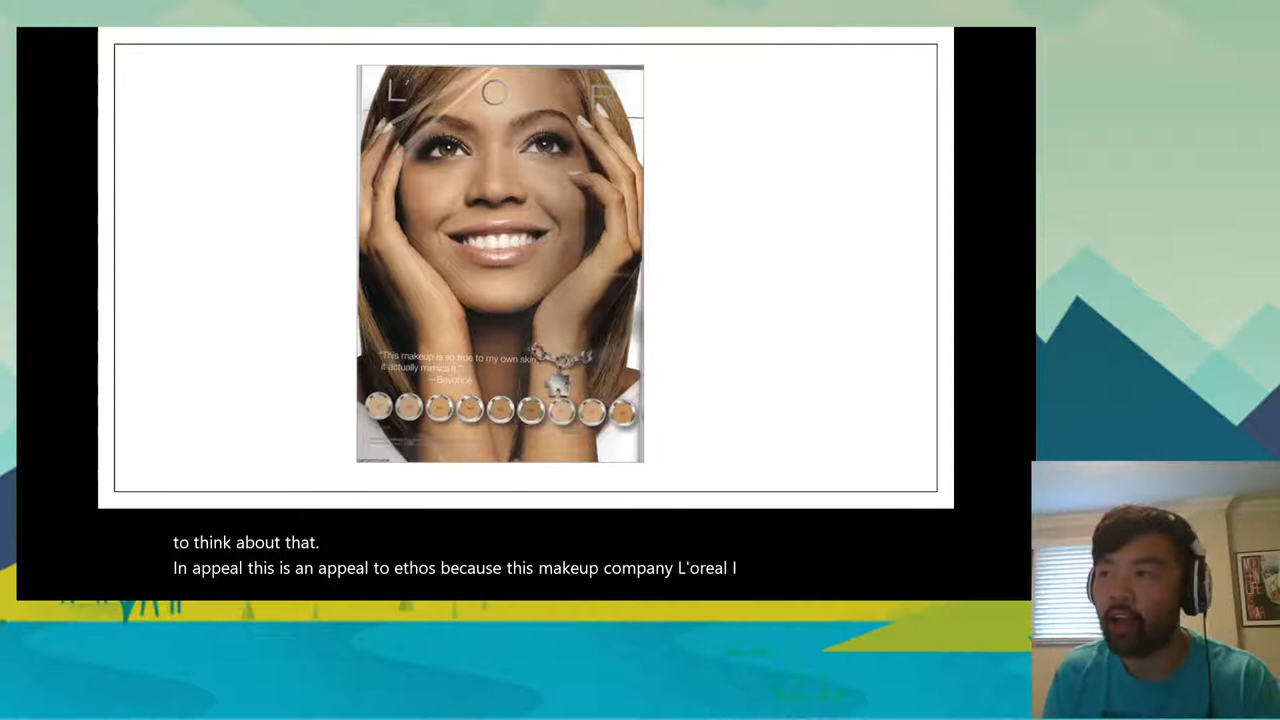 L' O R
"This makeup is so true to my own skin,
it actually mimics it."
—Beyoncé
to think about that.
In appeal this is an appeal to ethos because this makeup company L'oreal I